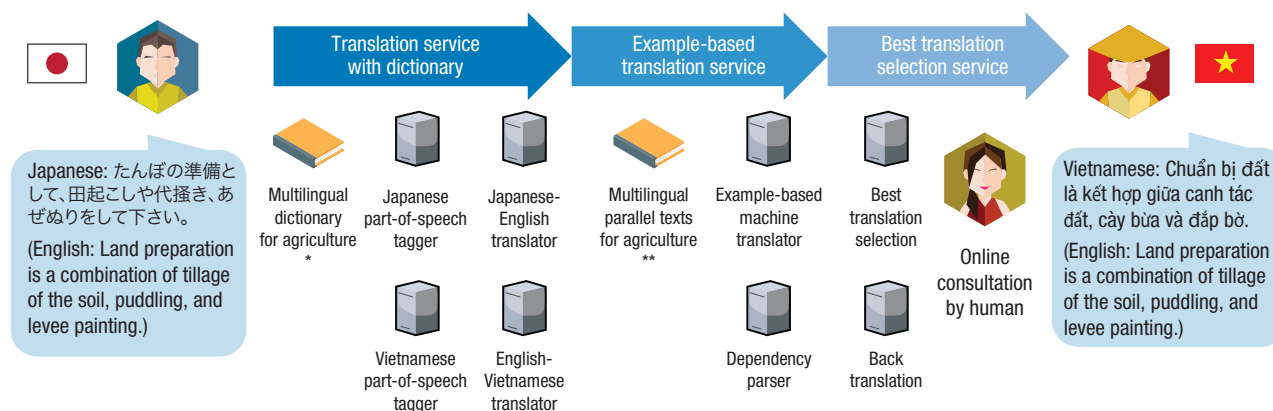 Translation service
with dictionary
Example-based
translation service
Best translation
selection service
Japanese: たんぼの準備と
して、田起こしや代掻き、あ
ぜぬりをして下さい。
(English: Land preparation
is a combination of tillage
of the soil, puddling, and
levee painting.)
Multilingual
dictionary
for agriculture
*
Japanese
part-of-speech
tagger
Japanese-
English
translator
Multilingual
parallel texts
for agriculture
**
Example-based
machine
translator
Best
translation
selection
Online
consultation
by human
Vietnamese
part-of-speech
tagger
English-
Vietnamese
translator
Dependency
parser
Back
translation
Vietnamese: Chuẩn bị đất
là kết hợp giữa canh tác
đất, cày bừa và đắp bờ.
(English: Land preparation
is a combination of tillage
of the soil, puddling, and
levee painting.)